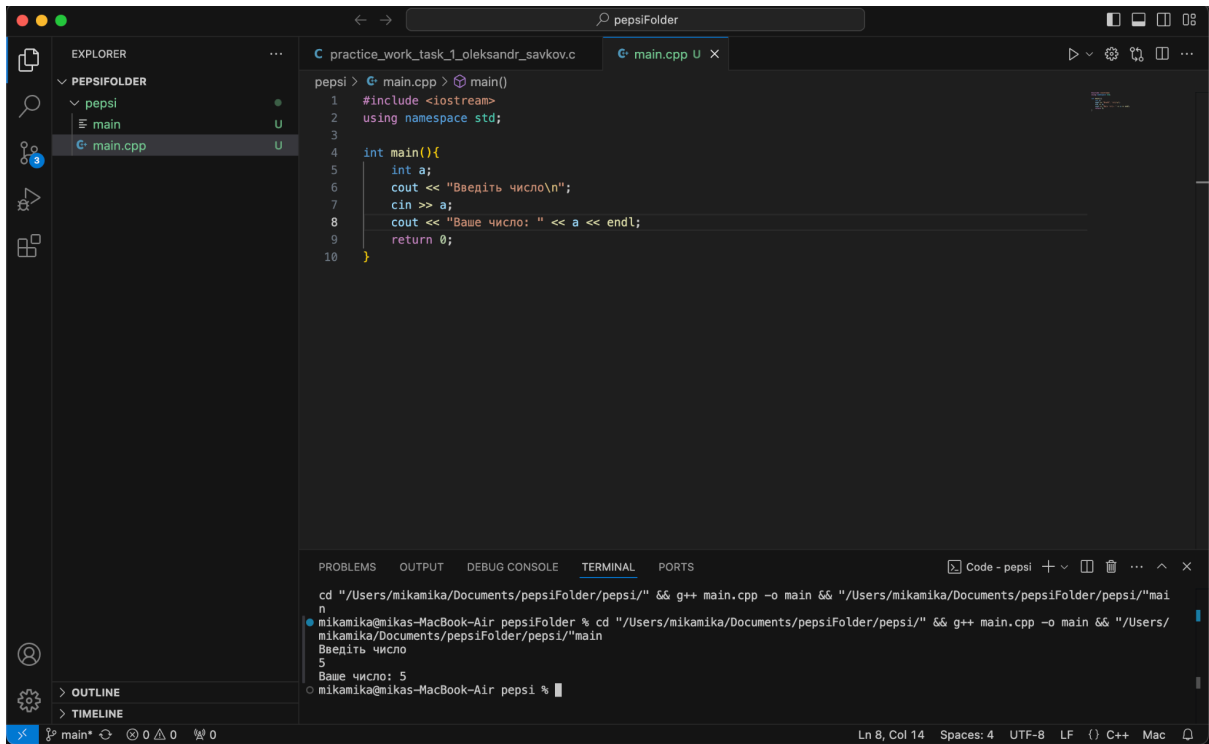 pepsiFolder
EXPLORER
PEPSIFOLDER
pepsi
main U
main.cpp U
3
practice_work_task_1_oleksandr_savkov.c
main.cpp U
pepsi > main.cpp > main()
1 #include <iostream>
2 using namespace std;
3
4 int main(){
5 int a;
6 cout << "Введіть число\n";
7 cin >> a;
8 cout << "Ваше число: " << a << endl;
9 return 0;
10 }
PROBLEMS OUTPUT DEBUG CONSOLE TERMINAL PORTS
Code - pepsi
cd "/Users/mikamika/Documents/pepsiFolder/pepsi/" && g++ main.cpp -o main && "/Users/mikamika/Documents/pepsiFolder/pepsi/"mai
n
mikamika@mikas-MacBook-Air pepsiFolder % cd "/Users/mikamika/Documents/pepsiFolder/pepsi/" && g++ main.cpp -o main && "/Users/
mikamika/Documents/pepsiFolder/pepsi/"main
Введіть число
5
Ваше число: 5
mikamika@mikas-MacBook-Air pepsi %
OUTLINE
TIMELINE
main* 0 0 0
Ln 8, Col 14 Spaces: 4 UTF-8 LF {} C++ Mac